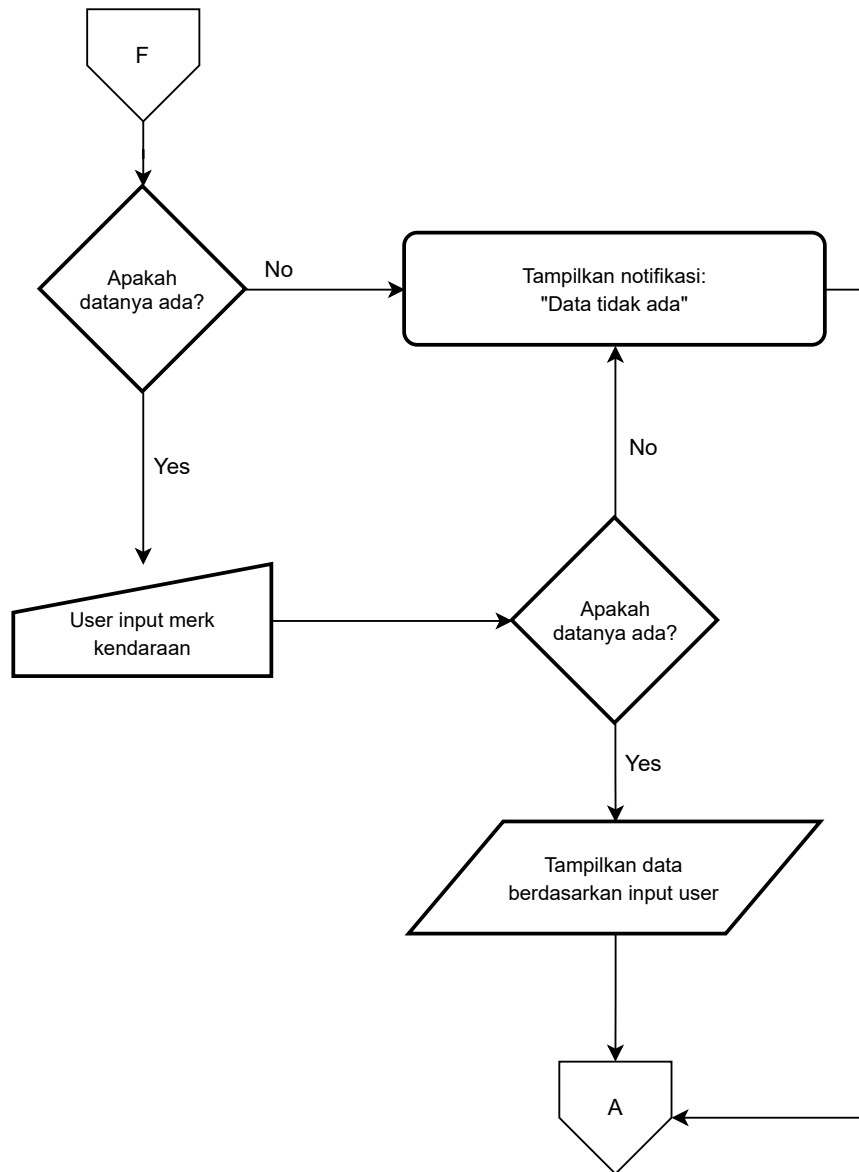 F
Apakah
datanya ada?
No
Tampilkan notifikasi:
"Data tidak ada"
Yes
No
User input merk
kendaraan
Apakah
datanya ada?
Yes
Tampilkan data
berdasarkan input user
A